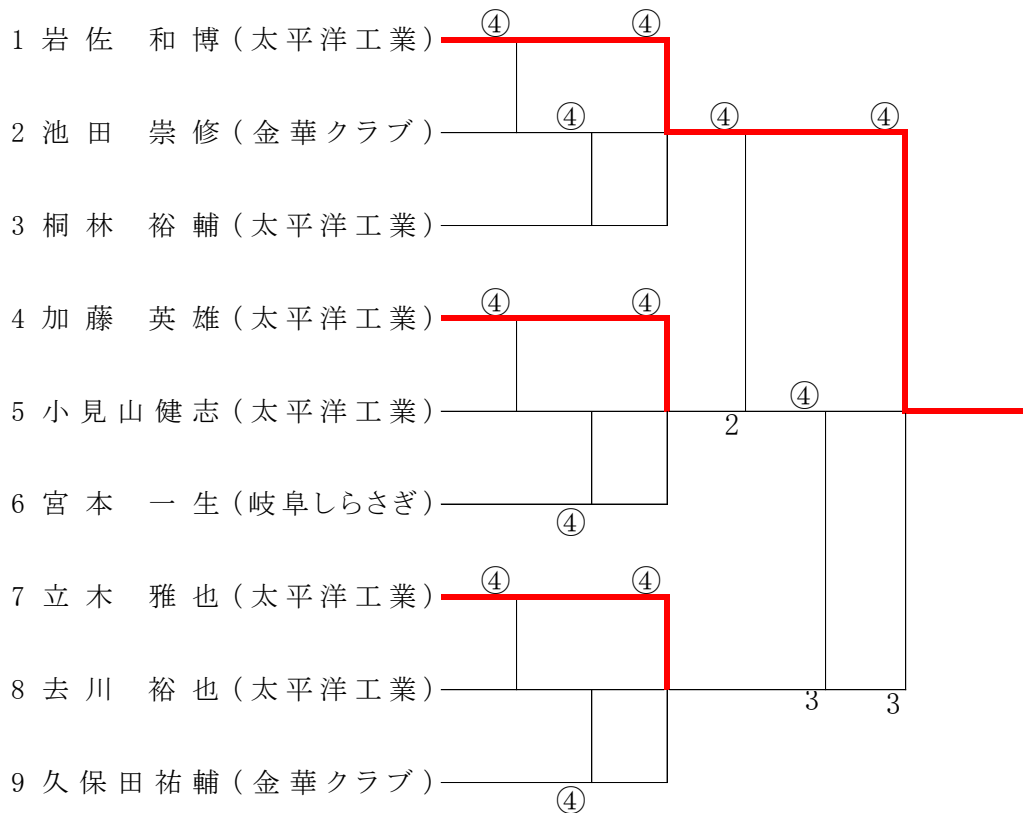 ④ ④
1 岩佐 和博(太平洋工業)
④ ④ ④
2 池田 崇修(金華クラブ)
3 桐林 裕輔(太平洋工業)
④ ④
4 加藤 英雄(太平洋工業)
④
5 小見山健志(太平洋工業)
2
6 宮本 一生(岐阜しらさぎ)
④
④ ④
7 立木 雅也(太平洋工業)
8 去川 裕也(太平洋工業)
3 3
9 久保田祐輔(金華クラブ)
④